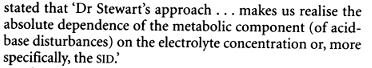 stated that ‘Dr Stewart’s approach . . . makes us realise the
absolute dependence of the metabolic component (of acid-
base disturbances) on the electrolyte concentration or, more
specifically, the SID.’